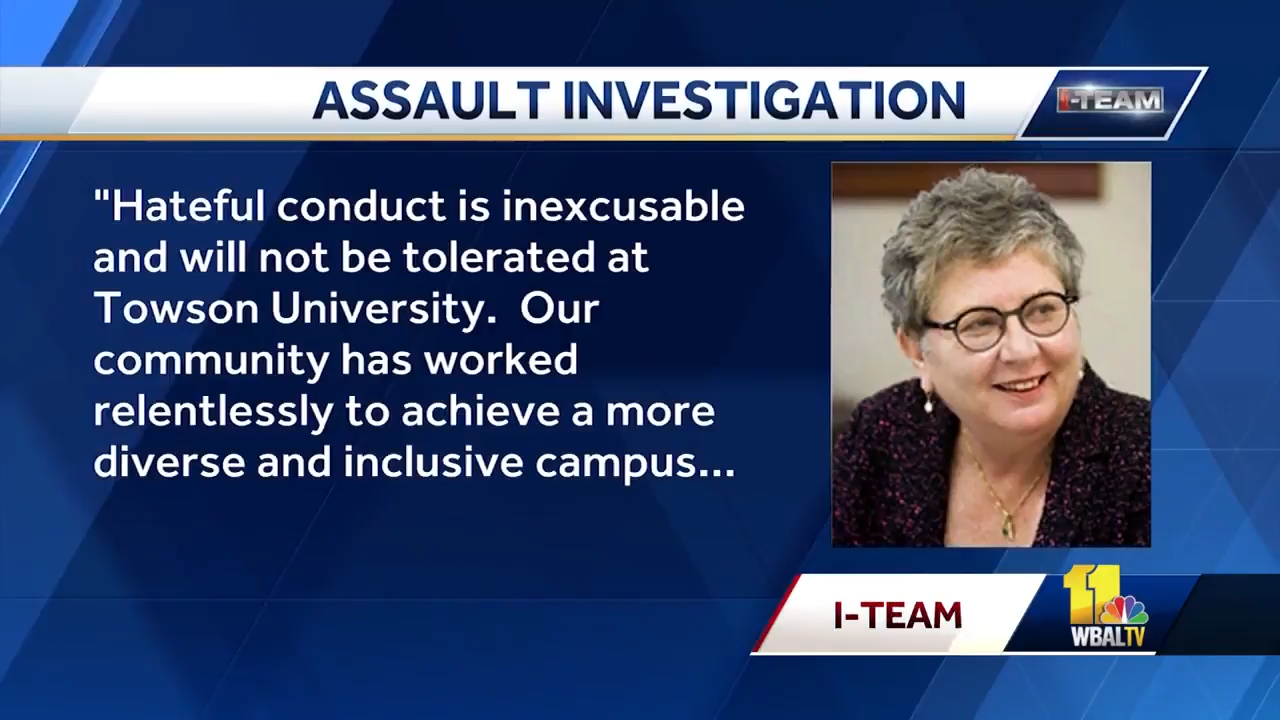 ASSAULT INVESTIGATION
I-TEAM
"Hateful conduct is inexcusable
and will not be tolerated at
Towson University.  Our
community has worked
relentlessly to achieve a more
diverse and inclusive campus...
I-TEAM
11
WBALTV